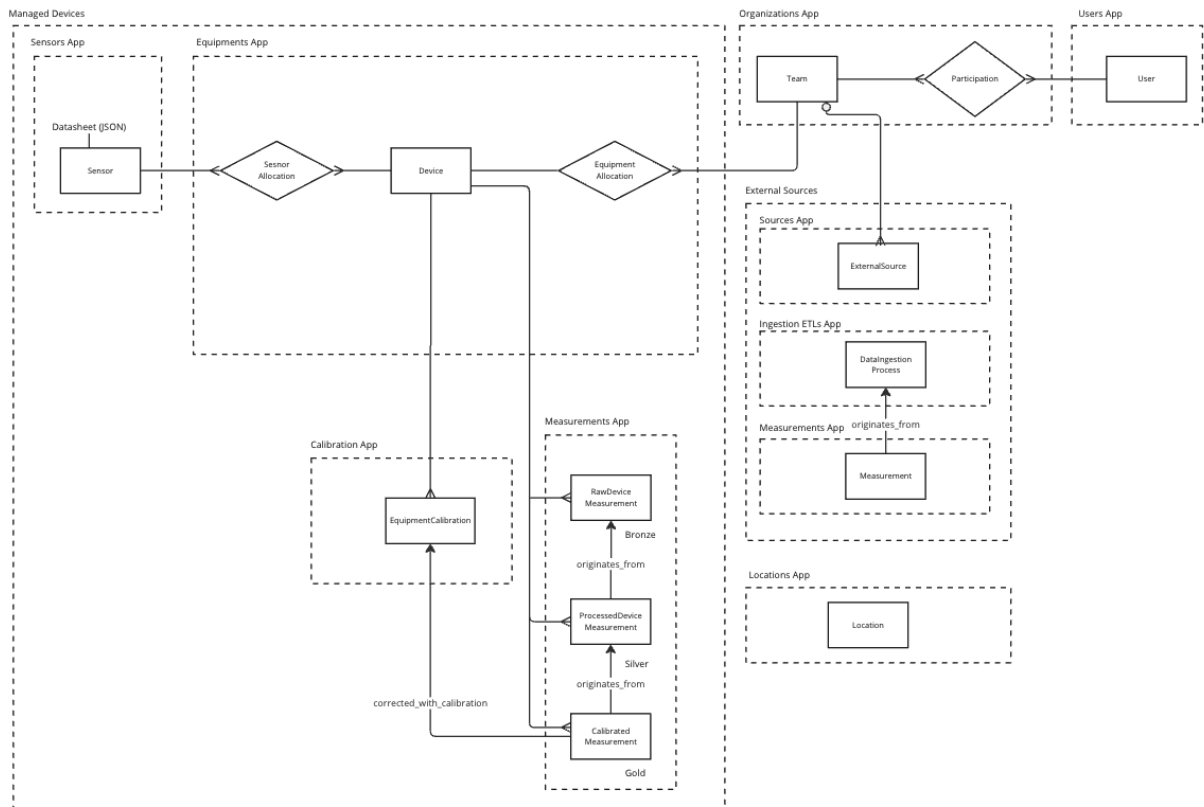 Managed Devices
Sensors App
Datasheet (JSON)
Sensor
Equipments App
Sesnor
Allocation
Device
Equipment
Allocation
Calibration App
EquipmentCalibration
corrected_with_calibration
Measurements App
RawDevice
Measurement
Bronze
originates_from
ProcessedDevice
Measurement
Silver
originates_from
Calibrated
Measurement
Gold
Organizations App
Team
Participation
Users App
User
External Sources
Sources App
ExternalSource
Ingestion ETLs App
DataIngestion
Process
originates_from
Measurements App
Measurement
Locations App
Location